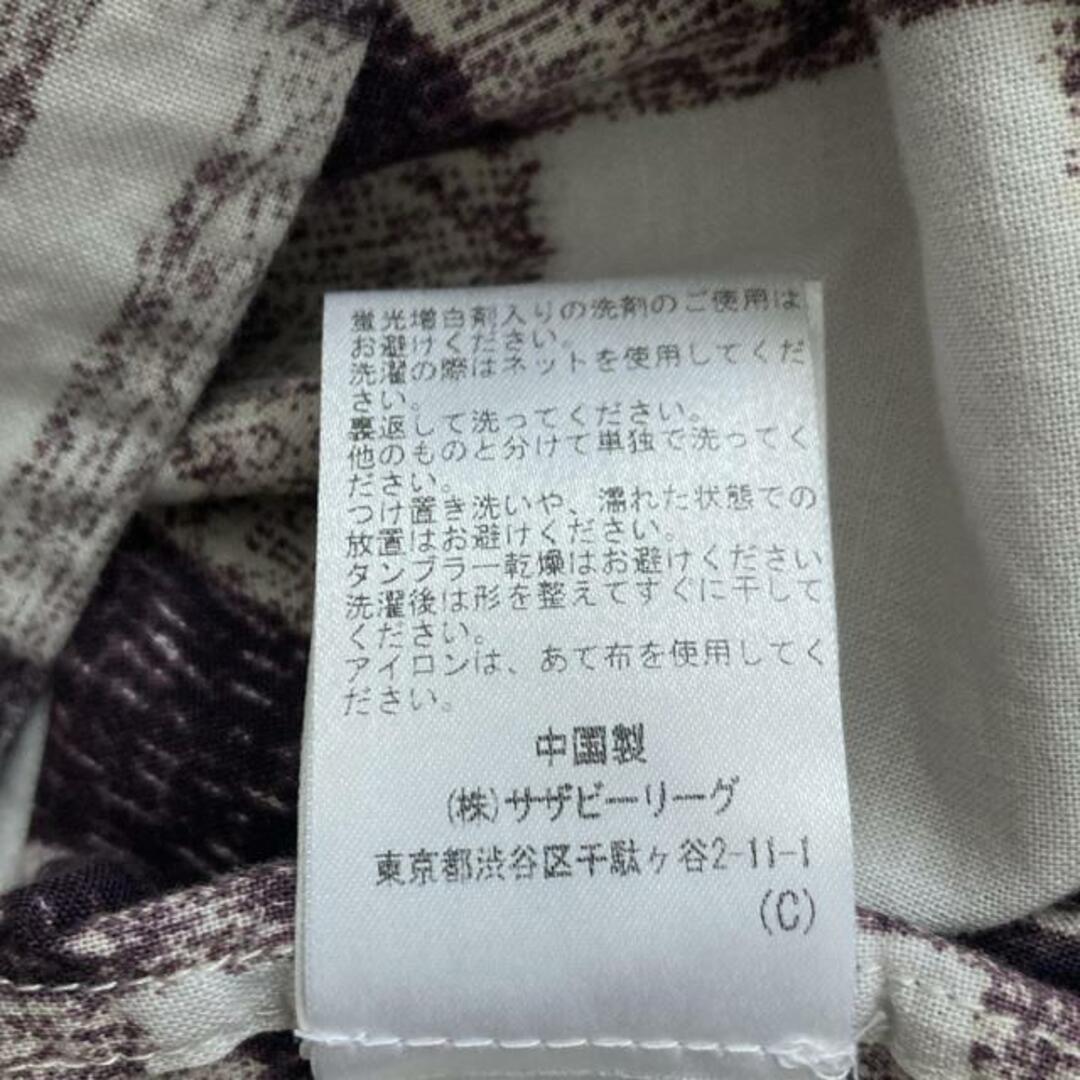 蛍光増白剤入りの洗剤のご使用は
お避けください。
洗濯の際はネットを使用してくだ
さい。
裏返して洗ってください。
他のものと分けて単独で洗ってく
ださい。
つけ置き洗いや、濡れた状態での
放置はお避けください。
タンブラー乾燥はお避けください
洗濯後は形を整えてすぐに干して
ください。
アイロンは、あて布を使用してく
ださい。
中国製
(株)サザビーリーグ
東京都渋谷区千駄ヶ谷2-11-1
(C)